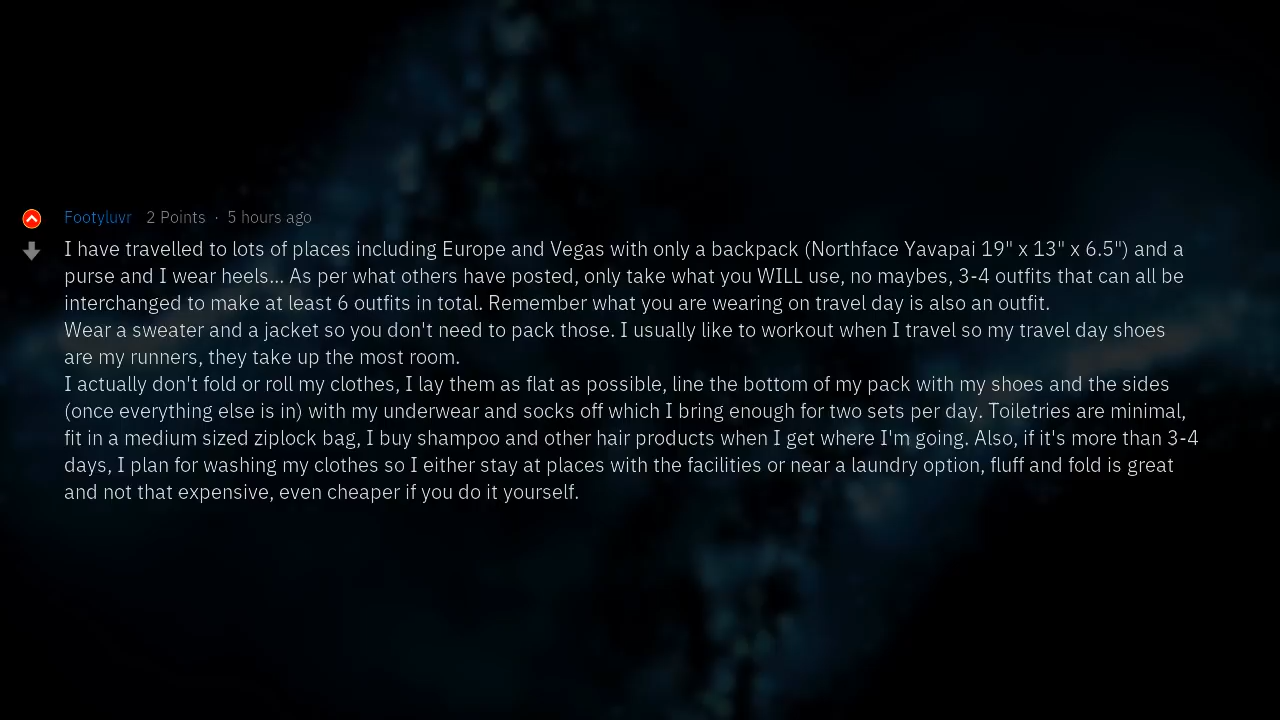 Footyluvr 2 Points · 5 hours ago
I have travelled to lots of places including Europe and Vegas with only a backpack (Northface Yavapai 19" x 13" x 6.5") and a
purse and I wear heels... As per what others have posted, only take what you WILL use, no maybes, 3-4 outfits that can all be
interchanged to make at least 6 outfits in total. Remember what you are wearing on travel day is also an outfit.
Wear a sweater and a jacket so you don't need to pack those. I usually like to workout when I travel so my travel day shoes
are my runners, they take up the most room.
I actually don't fold or roll my clothes, I lay them as flat as possible, line the bottom of my pack with my shoes and the sides
(once everything else is in) with my underwear and socks off which I bring enough for two sets per day. Toiletries are minimal,
fit in a medium sized ziplock bag, I buy shampoo and other hair products when I get where I'm going. Also, if it's more than 3-4
days, I plan for washing my clothes so I either stay at places with the facilities or near a laundry option, fluff and fold is great
and not that expensive, even cheaper if you do it yourself.